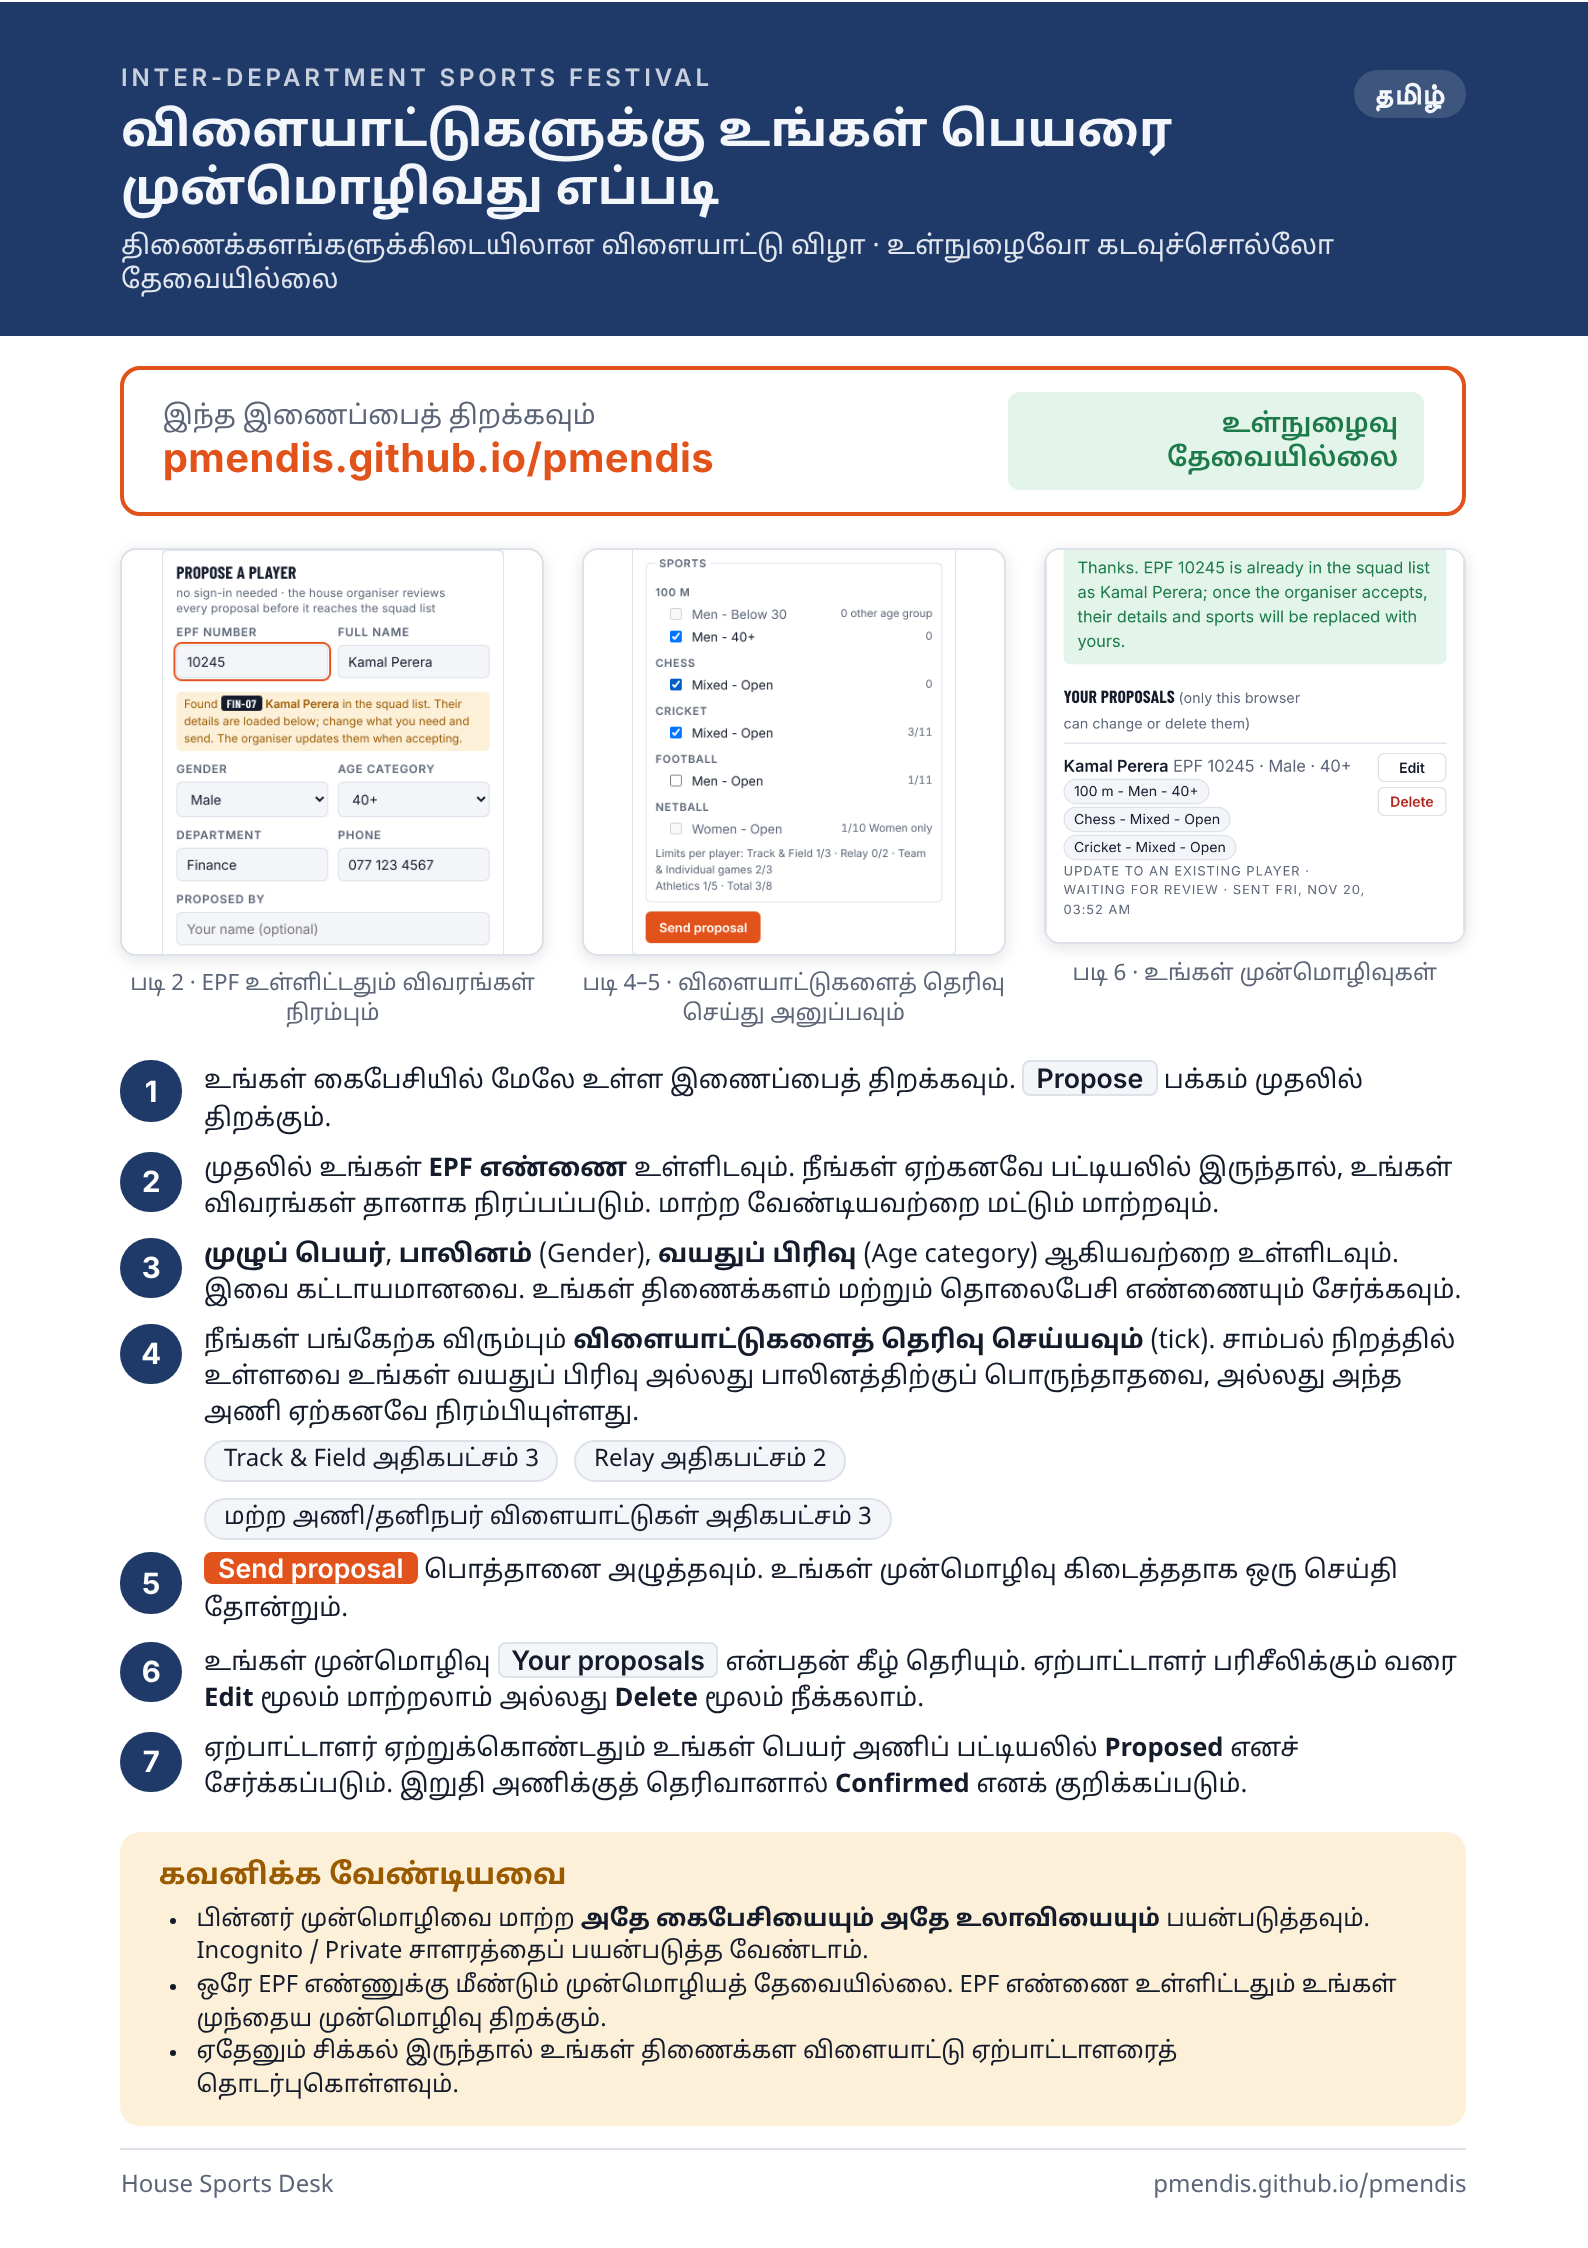 INTER-DEPARTMENT SPORTS FESTIVAL
தமிழ்
விளையாட்டுகளுக்கு உங்கள் பெயரை
முன்மொழிவது எப்படி
திணைக்களங்களுக்கிடையிலான விளையாட்டு விழா · உள்நுழைவோ கடவுச்சொல்லோ
தேவையில்லை
இந்த இணைப்பைத் திறக்கவும்
pmendis.github.io/pmendis
உள்நுழைவு
தேவையில்லை
PROPOSE A PLAYER
no sign-in needed · the house organiser reviews
every proposal before it reaches the squad list
EPF NUMBER FULL NAME
10245 Kamal Perera
Found FIN-07 Kamal Perera in the squad list. Their
details are loaded below; change what you need and
send. The organiser updates them when accepting.
GENDER AGE CATEGORY
Male 40+
DEPARTMENT PHONE
Finance 077 123 4567
PROPOSED BY
Your name (optional)
படி 2 · EPF உள்ளிட்டதும் விவரங்கள்
நிரம்பும்
SPORTS
100 M
Men - Below 30 0 other age group
Men - 40+ 0
CHESS
Mixed - Open 0
CRICKET
Mixed - Open 3/11
FOOTBALL
Men - Open 1/11
NETBALL
Women - Open 1/10 Women only
Limits per player: Track & Field 1/3 · Relay 0/2 · Team
& Individual games 2/3
Athletics 1/5 · Total 3/8
Send proposal
படி 4–5 · விளையாட்டுகளைத் தெரிவு
செய்து அனுப்பவும்
Thanks. EPF 10245 is already in the squad list
as Kamal Perera; once the organiser accepts,
their details and sports will be replaced with
yours.
YOUR PROPOSALS (only this browser
can change or delete them)
Kamal Perera EPF 10245 · Male · 40+ Edit
100 m - Men - 40+ Delete
Chess - Mixed - Open
Cricket - Mixed - Open
UPDATE TO AN EXISTING PLAYER ·
WAITING FOR REVIEW · SENT FRI, NOV 20,
03:52 AM
படி 6 · உங்கள் முன்மொழிவுகள்
1 உங்கள் கைபேசியில் மேலே உள்ள இணைப்பைத் திறக்கவும். Propose பக்கம் முதலில்
திறக்கும்.
2 முதலில் உங்கள் EPF எண்ணை உள்ளிடவும். நீங்கள் ஏற்கனவே பட்டியலில் இருந்தால், உங்கள்
விவரங்கள் தானாக நிரப்பப்படும். மாற்ற வேண்டியவற்றை மட்டும் மாற்றவும்.
3 முழுப் பெயர், பாலினம் (Gender), வயதுப் பிரிவு (Age category) ஆகியவற்றை உள்ளிடவும்.
இவை கட்டாயமானவை. உங்கள் திணைக்களம் மற்றும் தொலைபேசி எண்ணையும் சேர்க்கவும்.
4 நீங்கள் பங்கேற்க விரும்பும் விளையாட்டுகளைத் தெரிவு செய்யவும் (tick). சாம்பல் நிறத்தில்
உள்ளவை உங்கள் வயதுப் பிரிவு அல்லது பாலினத்திற்குப் பொருந்தாதவை, அல்லது அந்த
அணி ஏற்கனவே நிரம்பியுள்ளது.
Track & Field அதிகபட்சம் 3 Relay அதிகபட்சம் 2
மற்ற அணி/தனிநபர் விளையாட்டுகள் அதிகபட்சம் 3
5 Send proposal பொத்தானை அழுத்தவும். உங்கள் முன்மொழிவு கிடைத்ததாக ஒரு செய்தி
தோன்றும்.
6 உங்கள் முன்மொழிவு Your proposals என்பதன் கீழ் தெரியும். ஏற்பாட்டாளர் பரிசீலிக்கும் வரை
Edit மூலம் மாற்றலாம் அல்லது Delete மூலம் நீக்கலாம்.
7 ஏற்பாட்டாளர் ஏற்றுக்கொண்டதும் உங்கள் பெயர் அணிப் பட்டியலில் Proposed எனச்
சேர்க்கப்படும். இறுதி அணிக்குத் தெரிவானால் Confirmed எனக் குறிக்கப்படும்.
கவனிக்க வேண்டியவை
• பின்னர் முன்மொழிவை மாற்ற அதே கைபேசியையும் அதே உலாவியையும் பயன்படுத்தவும்.
Incognito / Private சாளரத்தைப் பயன்படுத்த வேண்டாம்.
• ஒரே EPF எண்ணுக்கு மீண்டும் முன்மொழியத் தேவையில்லை. EPF எண்ணை உள்ளிட்டதும் உங்கள்
முந்தைய முன்மொழிவு திறக்கும்.
• ஏதேனும் சிக்கல் இருந்தால் உங்கள் திணைக்கள விளையாட்டு ஏற்பாட்டாளரைத்
தொடர்புகொள்ளவும்.
House Sports Desk pmendis.github.io/pmendis